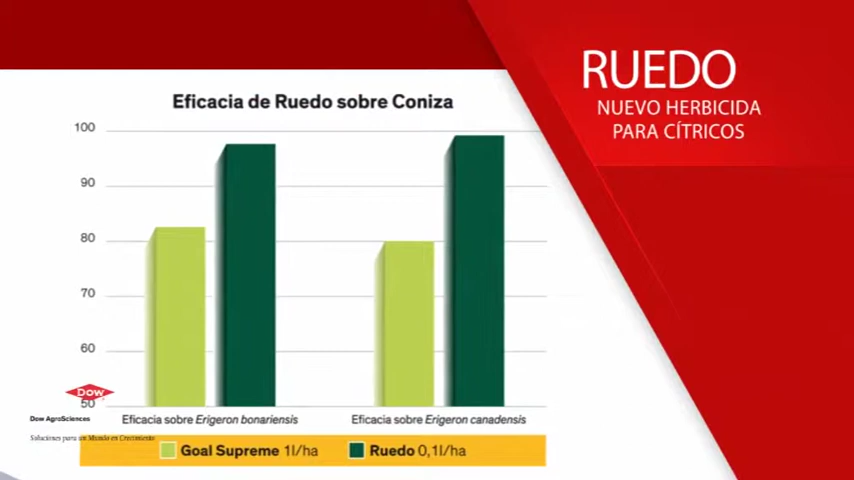 RUEDO
NUEVO HERBICIDA
PARA CÍTRICOS
Eficacia de Ruedo sobre Coniza
100
90
80
70
60
50
Dow
Dow AgroSciences
Soluciones para un Mundo en Crecimiento
Eficacia sobre Erigeron bonariensis
Eficacia sobre Erigeron canadensis
Goal Supreme 1l/ha
Ruedo 0,1l/ha